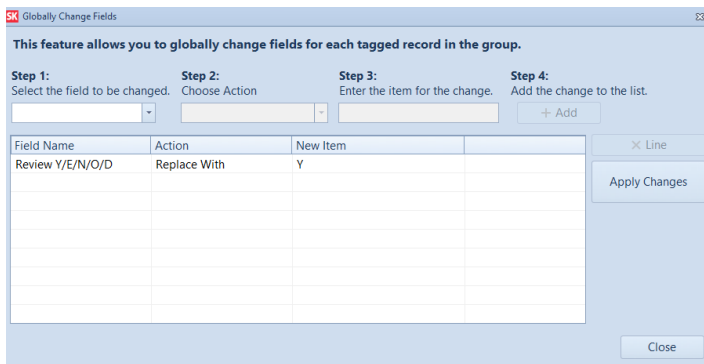 SK Globally Change Fields
This feature allows you to globally change fields for each tagged record in the group.
Step 1: Step 2: Step 3: Step 4:
Select the field to be changed. Choose Action Enter the item for the change. Add the change to the list.
+ Add
Field Name Action New Item × Line
Review Y/E/N/O/D Replace With Y
Apply Changes
Close